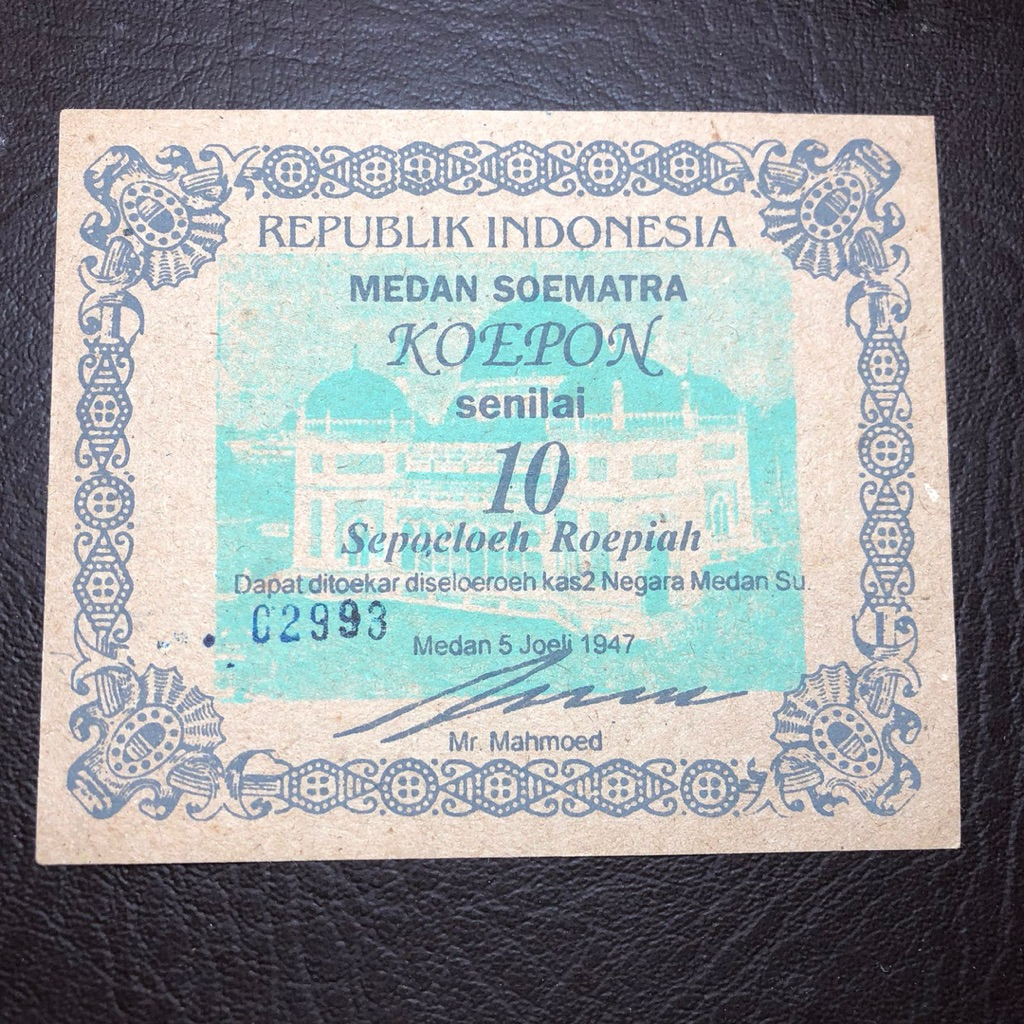 REPUBLIK INDONESIA
MEDAN SOEMATRA
KOEPON
senilai
10
Sepoeloeh Roepiah
Dapat ditoekar diseloeroeh kas2 Negara Medan Su.
C2993
Medan 5 Joeli 1947
Mr. Mahmoed